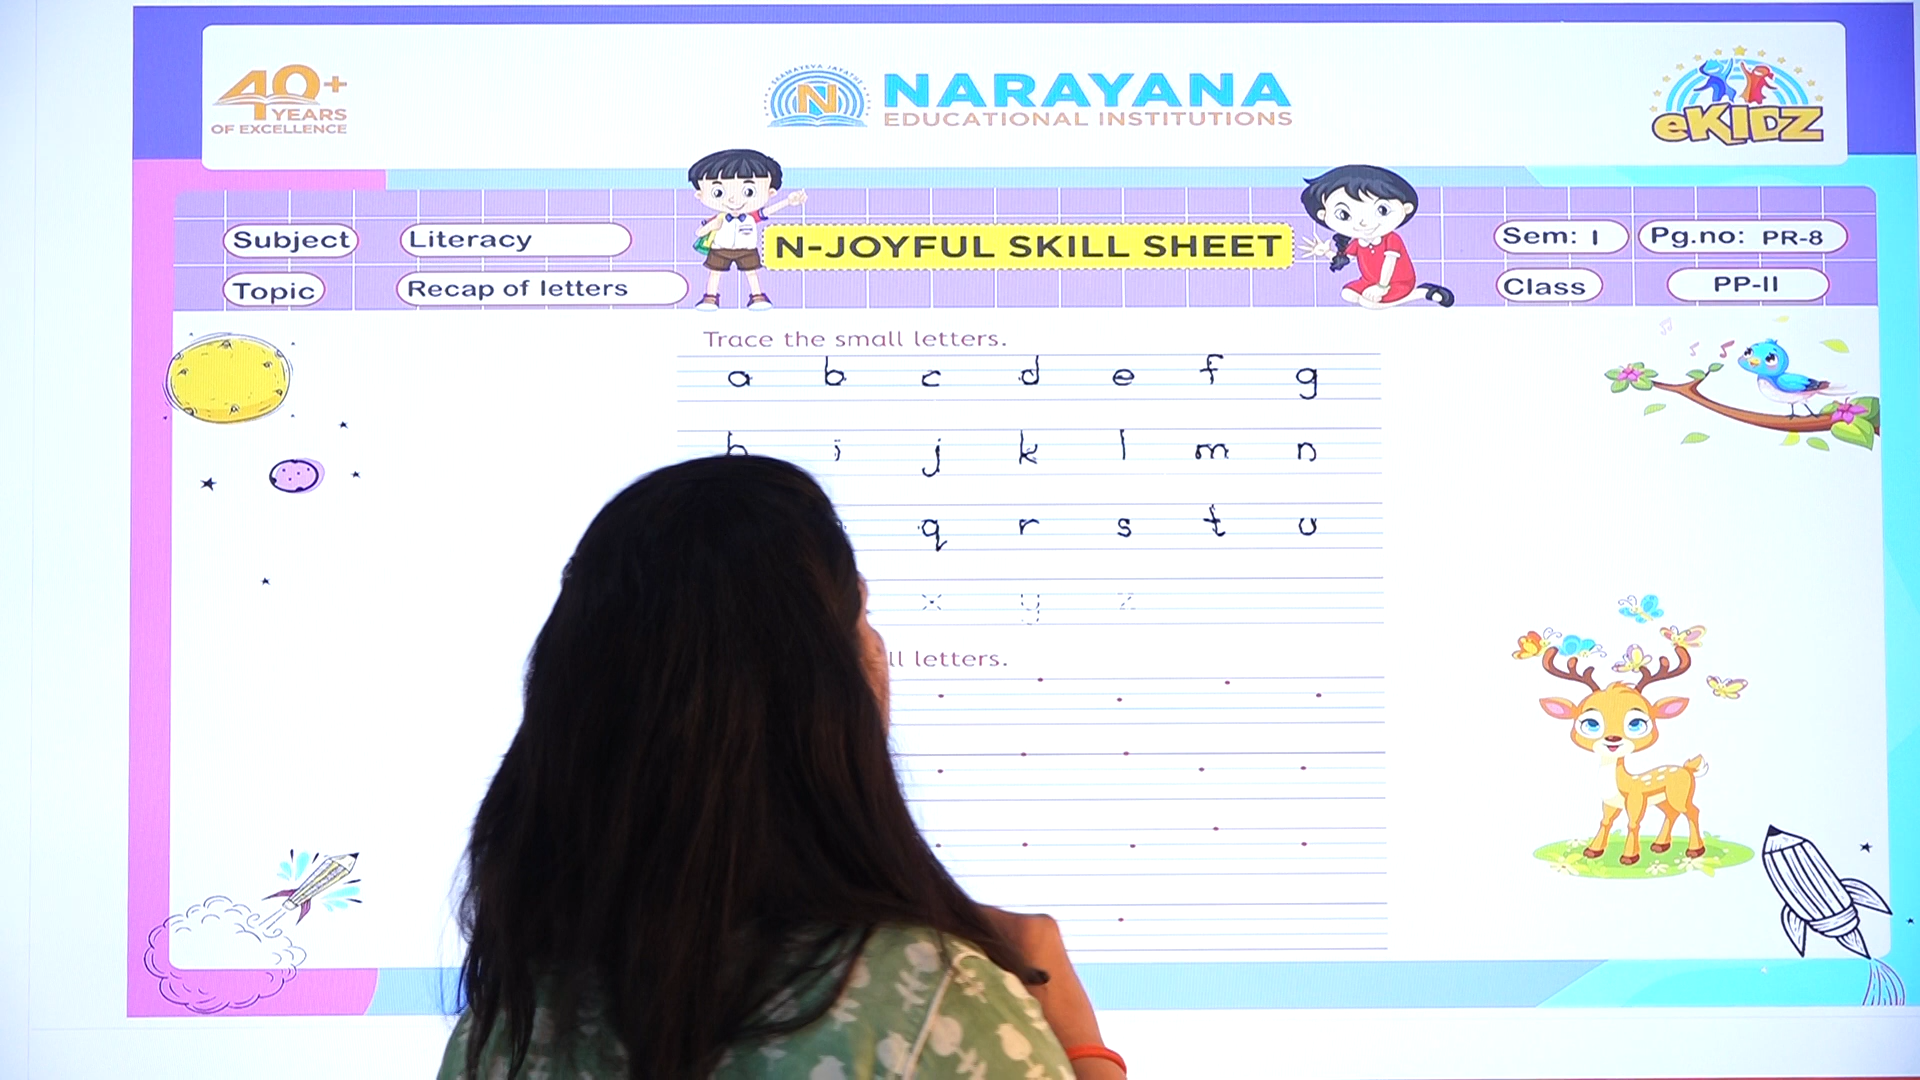 40+
YEARS
OF EXCELLENCE
N
NARAYANA
EDUCATIONAL INSTITUTIONS
eKIDZ
Subject Literacy
N-JOYFUL SKILL SHEET
Sem: I Pg.no: PR-8
Topic Recap of letters
Class PP-II
Trace the small letters.
a b c d e f g
h i j k l m n
q r s t u
x y z
letters.